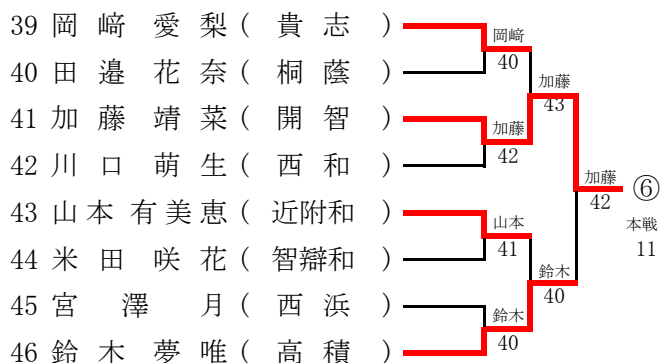 39 岡 﨑 愛 梨 ( 貴 志 )
岡﨑
40
40 田 邉 花 奈 ( 桐 蔭 )
加藤
43
41 加 藤 靖 菜 ( 開 智 )
加藤
42
42 川 口 萌 生 ( 西 和 )
加藤
42
⑥
本戦
11
43 山 本 有 美 恵 ( 近附和 )
山本
41
44 米 田 咲 花 ( 智辯和 )
鈴木
40
45 宮 澤 月 ( 西 浜 )
鈴木
40
46 鈴 木 夢 唯 ( 高 積 )